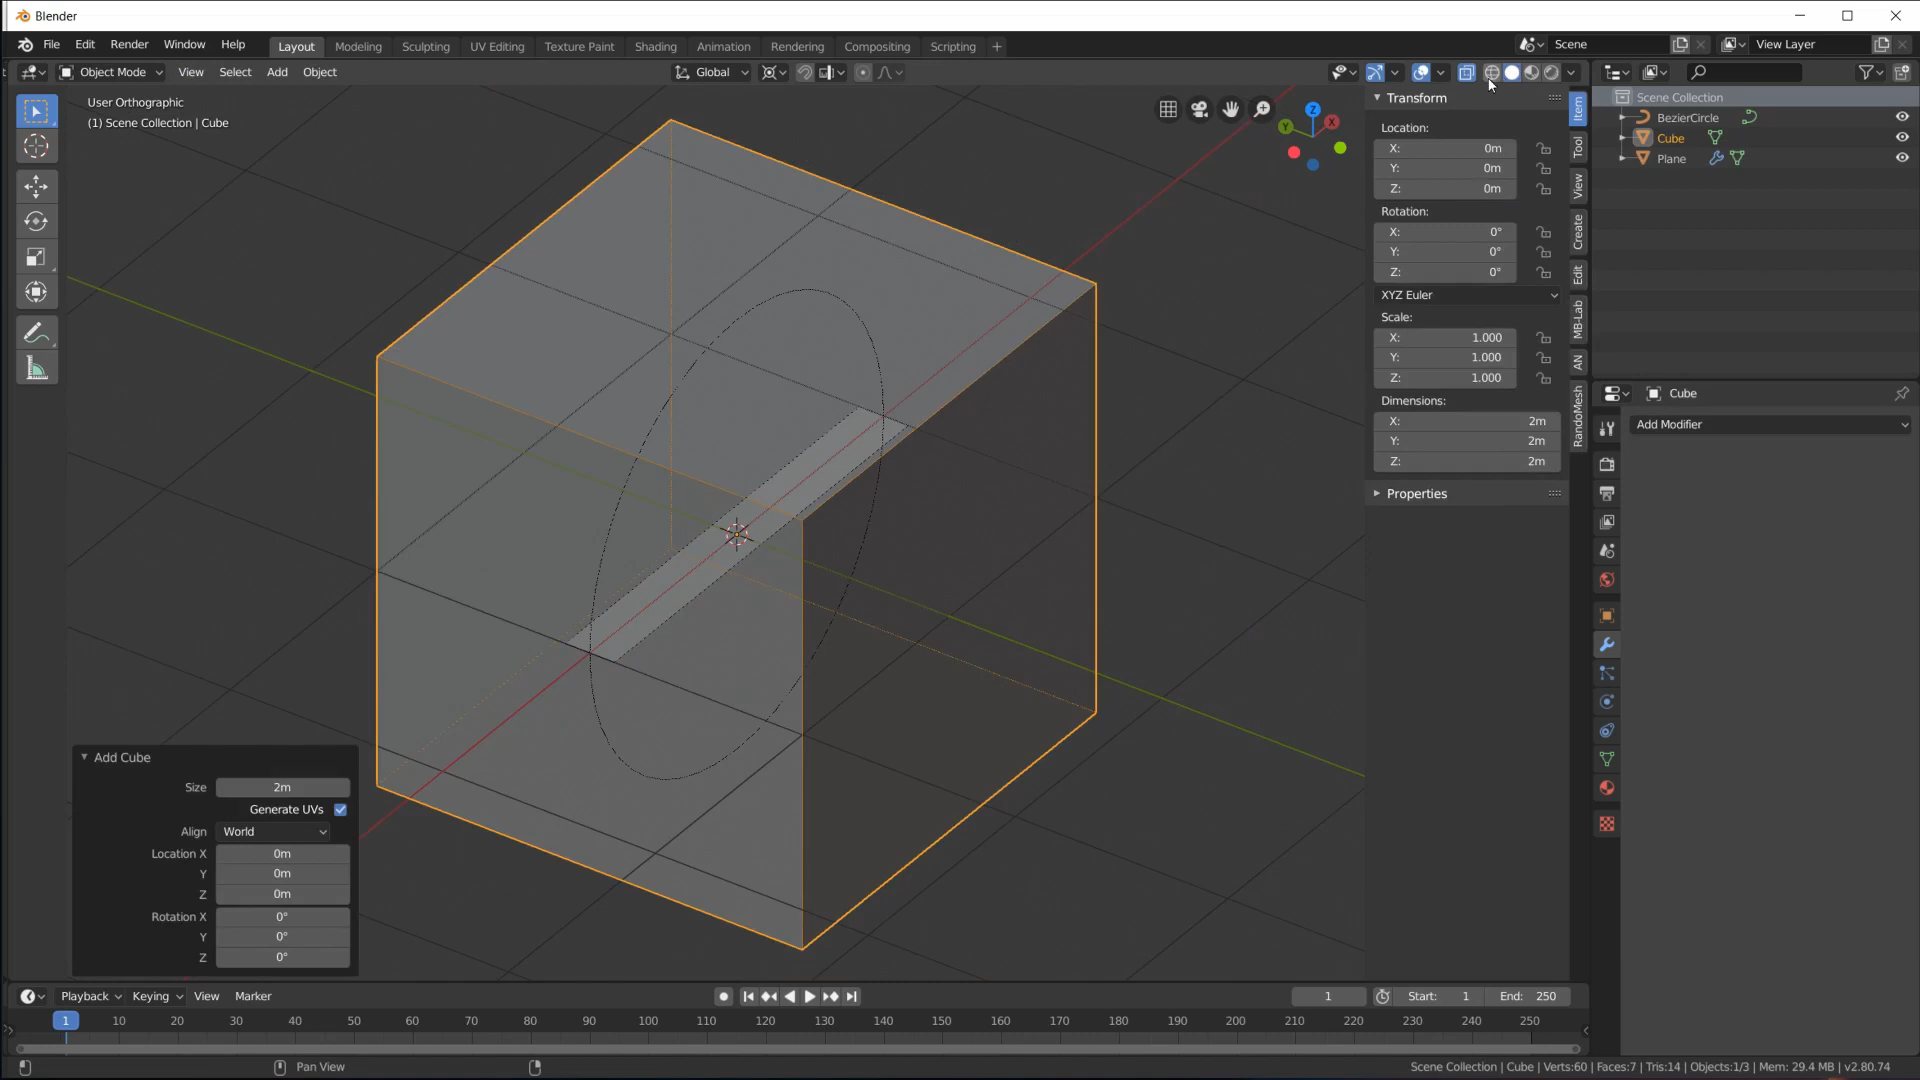 Blender
File Edit Render Window Help Layout Modeling Sculpting UV Editing Texture Paint Shading Animation Rendering Compositing Scripting + Scene View Layer
Object Mode View Select Add Object Global
User Orthographic
(1) Scene Collection | Cube
Z
X
Y
Transform
Location:
X: 0m
Y: 0m
Z: 0m
Rotation:
X: 0°
Y: 0°
Z: 0°
XYZ Euler
Scale:
X: 1.000
Y: 1.000
Z: 1.000
Dimensions:
X: 2m
Y: 2m
Z: 2m
Properties
Item
Tool
View
Create
Edit
MB-Lab
AN
RandoMesh
Scene Collection
BezierCircle
Cube
Plane
Cube
Add Modifier
Add Cube
Size 2m
Generate UVs
Align World
Location X 0m
Y 0m
Z 0m
Rotation X 0°
Y 0°
Z 0°
Playback Keying View Marker 1 Start: 1 End: 250
1 10 20 30 40 50 60 70 80 90 100 110 120 130 140 150 160 170 180 190 200 210 220 230 240 250
Pan View
Scene Collection | Cube | Verts:60 | Faces:7 | Tris:14 | Objects:1/3 | Mem: 29.4 MB | v2.80.74